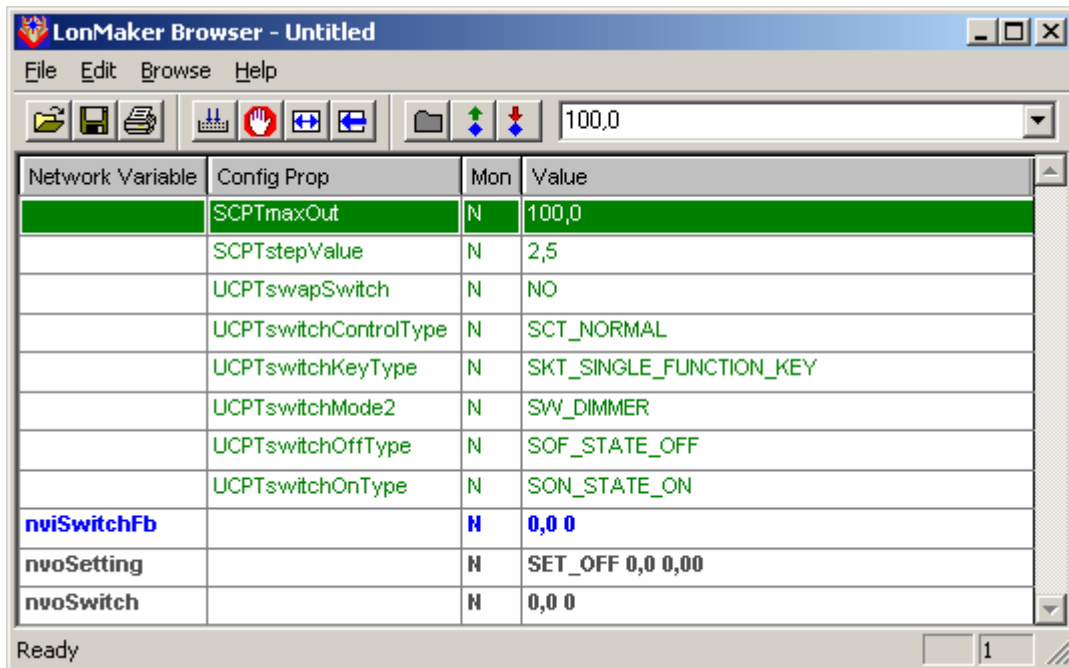 LonMaker Browser - Untitled
File Edit Browse Help
100,0
Network Variable Config Prop Mon Value
SCPTmaxOut N 100,0
SCPTstepValue N 2,5
UCPTswapSwitch N NO
UCPTswitchControlType N SCT_NORMAL
UCPTswitchKeyType N SKT_SINGLE_FUNCTION_KEY
UCPTswitchMode2 N SW_DIMMER
UCPTswitchOffType N SOF_STATE_OFF
UCPTswitchOnType N SON_STATE_ON
nviSwitchFb N 0,0 0
nvoSetting N SET_OFF 0,0 0,00
nvoSwitch N 0,0 0
Ready 1